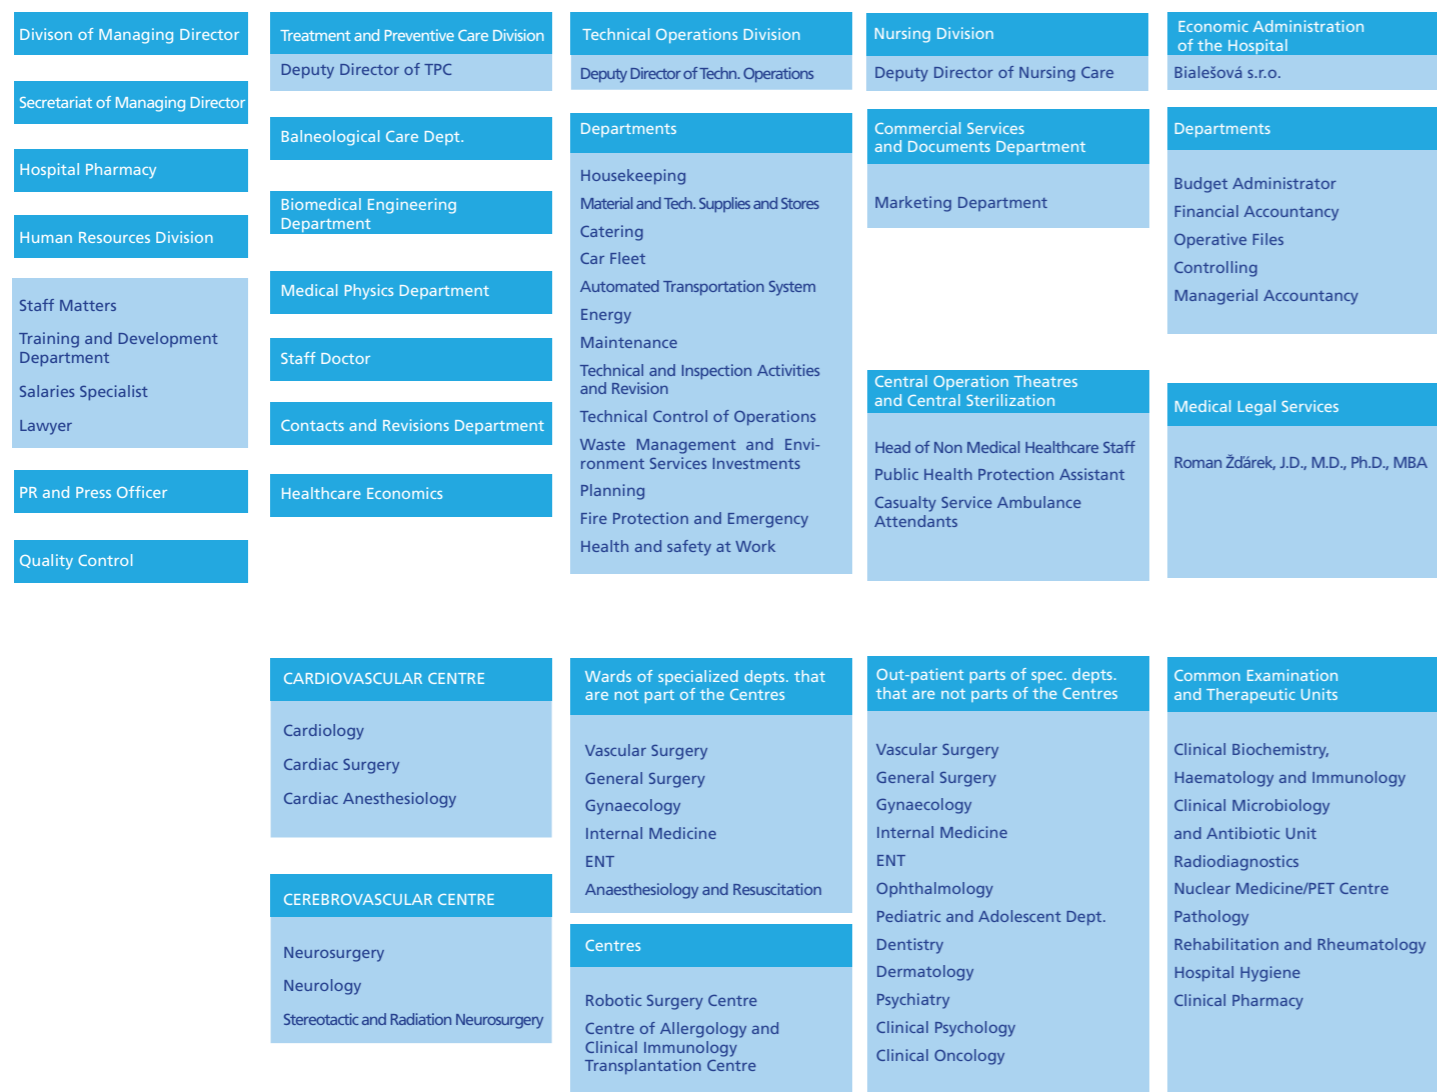 Divison of Managing Director
Secretariat of Managing Director
Hospital Pharmacy
Human Resources Division
Staff Matters
Training and Development
Department
Salaries Specialist
Lawyer
PR and Press Officer
Quality Control
Treatment and Preventive Care Division
Deputy Director of TPC
Balneological Care Dept.
Biomedical Engineering
Department
Medical Physics Department
Staff Doctor
Contacts and Revisions Department
Healthcare Economics
Technical Operations Division
Deputy Director of Techn. Operations
Departments
Housekeeping
Material and Tech. Supplies and Stores
Catering
Car Fleet
Automated Transportation System
Energy
Maintenance
Technical and Inspection Activities
and Revision
Technical Control of Operations
Waste Management and Envi-
ronment Services Investments
Planning
Fire Protection and Emergency
Health and safety at Work
Nursing Division
Deputy Director of Nursing Care
Commercial Services
and Documents Department
Marketing Department
Central Operation Theatres
and Central Sterilization
Head of Non Medical Healthcare Staff
Public Health Protection Assistant
Casualty Service Ambulance
Attendants
Economic Administration
of the Hospital
Bialešová s.r.o.
Departments
Budget Administrator
Financial Accountancy
Operative Files
Controlling
Managerial Accountancy
Medical Legal Services
Roman Žďárek, J.D., M.D., Ph.D., MBA
CARDIOVASCULAR CENTRE
Cardiology
Cardiac Surgery
Cardiac Anesthesiology
CEREBROVASCULAR CENTRE
Neurosurgery
Neurology
Stereotactic and Radiation Neurosurgery
Wards of specialized depts. that
are not part of the Centres
Vascular Surgery
General Surgery
Gynaecology
Internal Medicine
ENT
Anaesthesiology and Resuscitation
Centres
Robotic Surgery Centre
Centre of Allergology and
Clinical Immunology
Transplantation Centre
Out-patient parts of spec. depts.
that are not parts of the Centres
Vascular Surgery
General Surgery
Gynaecology
Internal Medicine
ENT
Ophthalmology
Pediatric and Adolescent Dept.
Dentistry
Dermatology
Psychiatry
Clinical Psychology
Clinical Oncology
Common Examination
and Therapeutic Units
Clinical Biochemistry,
Haematology and Immunology
Clinical Microbiology
and Antibiotic Unit
Radiodiagnostics
Nuclear Medicine/PET Centre
Pathology
Rehabilitation and Rheumatology
Hospital Hygiene
Clinical Pharmacy